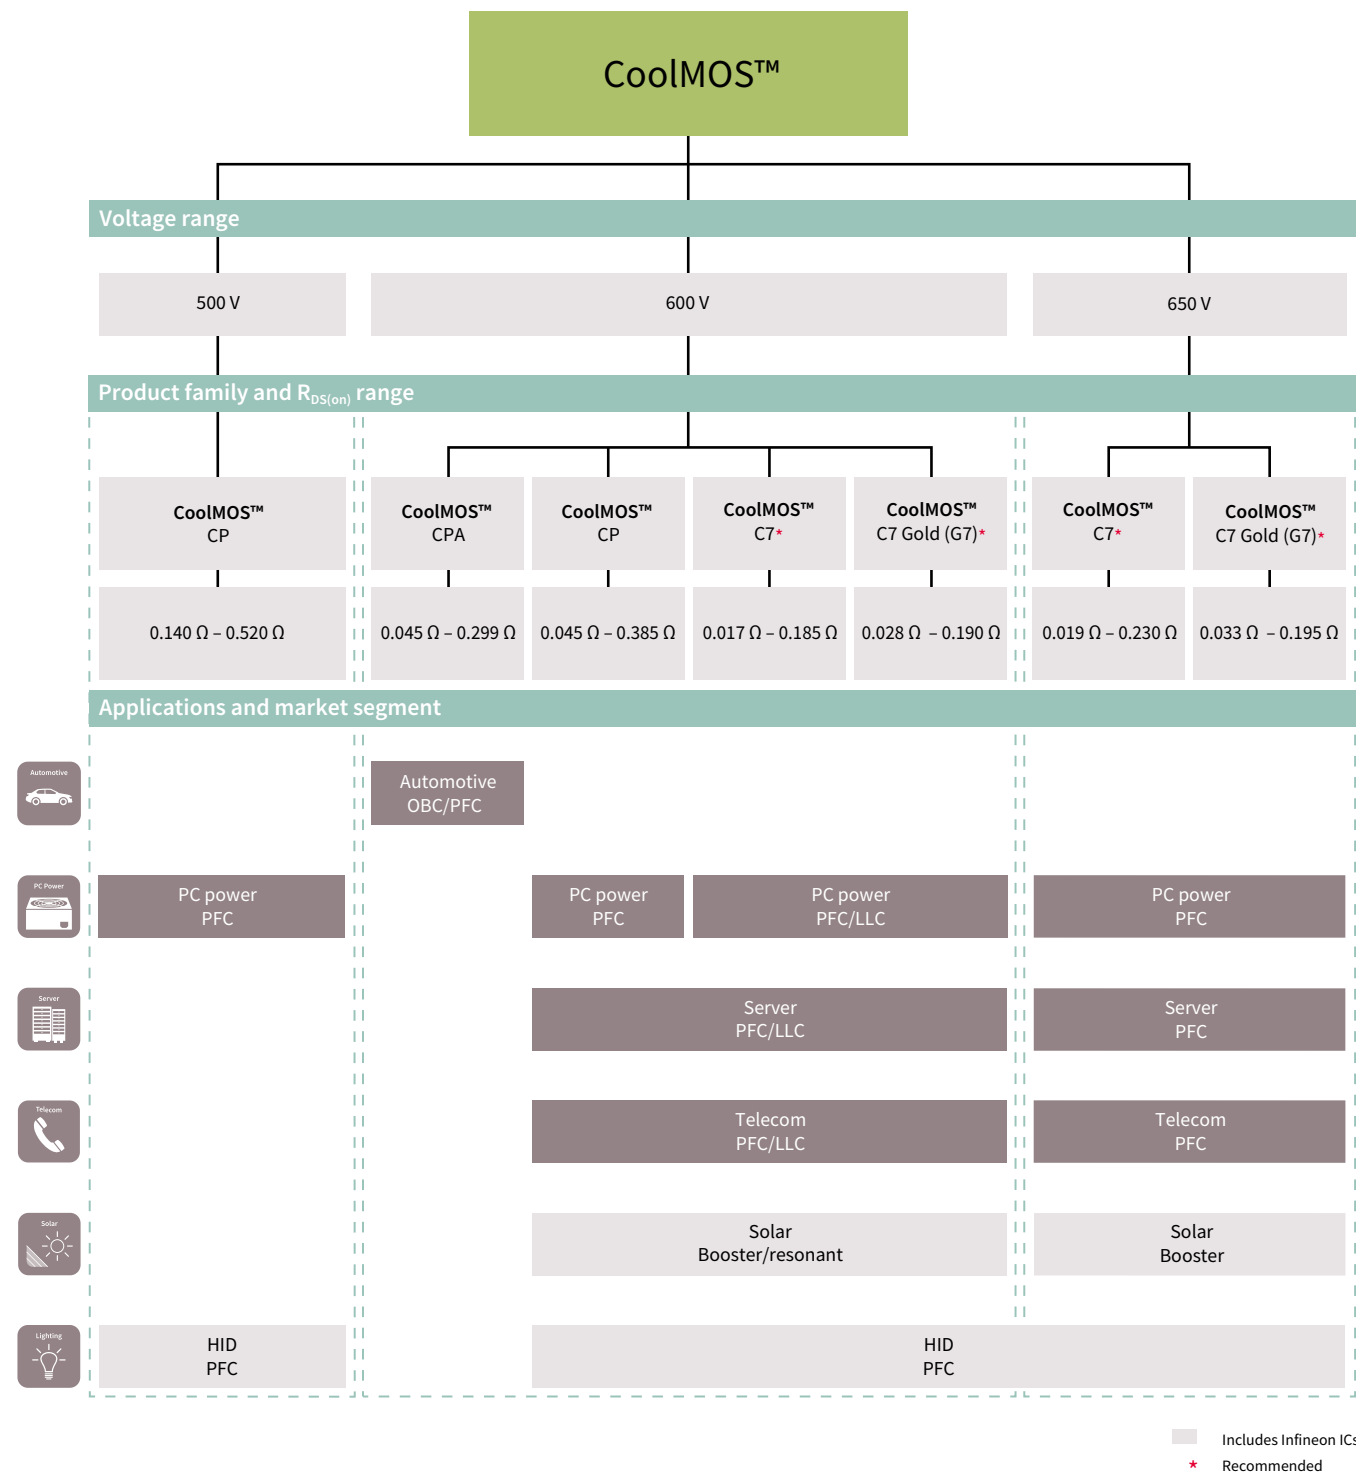 CoolMOS™
Voltage range
500 V
600 V
650 V
Product family and RDS(on) range
CoolMOS™
CP
CoolMOS™
CPA
CoolMOS™
CP
CoolMOS™
C7*
CoolMOS™
C7 Gold (G7)*
CoolMOS™
C7*
CoolMOS™
C7 Gold (G7)*
0.140 Ω – 0.520 Ω
0.045 Ω – 0.299 Ω
0.045 Ω – 0.385 Ω
0.017 Ω – 0.185 Ω
0.028 Ω – 0.190 Ω
0.019 Ω – 0.230 Ω
0.033 Ω – 0.195 Ω
Applications and market segment
Automotive
Automotive
OBC/PFC
PC Power
PC power
PFC
PC power
PFC
PC power
PFC/LLC
PC power
PFC
Server
Server
PFC/LLC
Server
PFC
Telecom
Telecom
PFC/LLC
Telecom
PFC
Solar
Solar
Booster/resonant
Solar
Booster
Lighting
HID
PFC
HID
PFC
Includes Infineon ICs
* Recommended